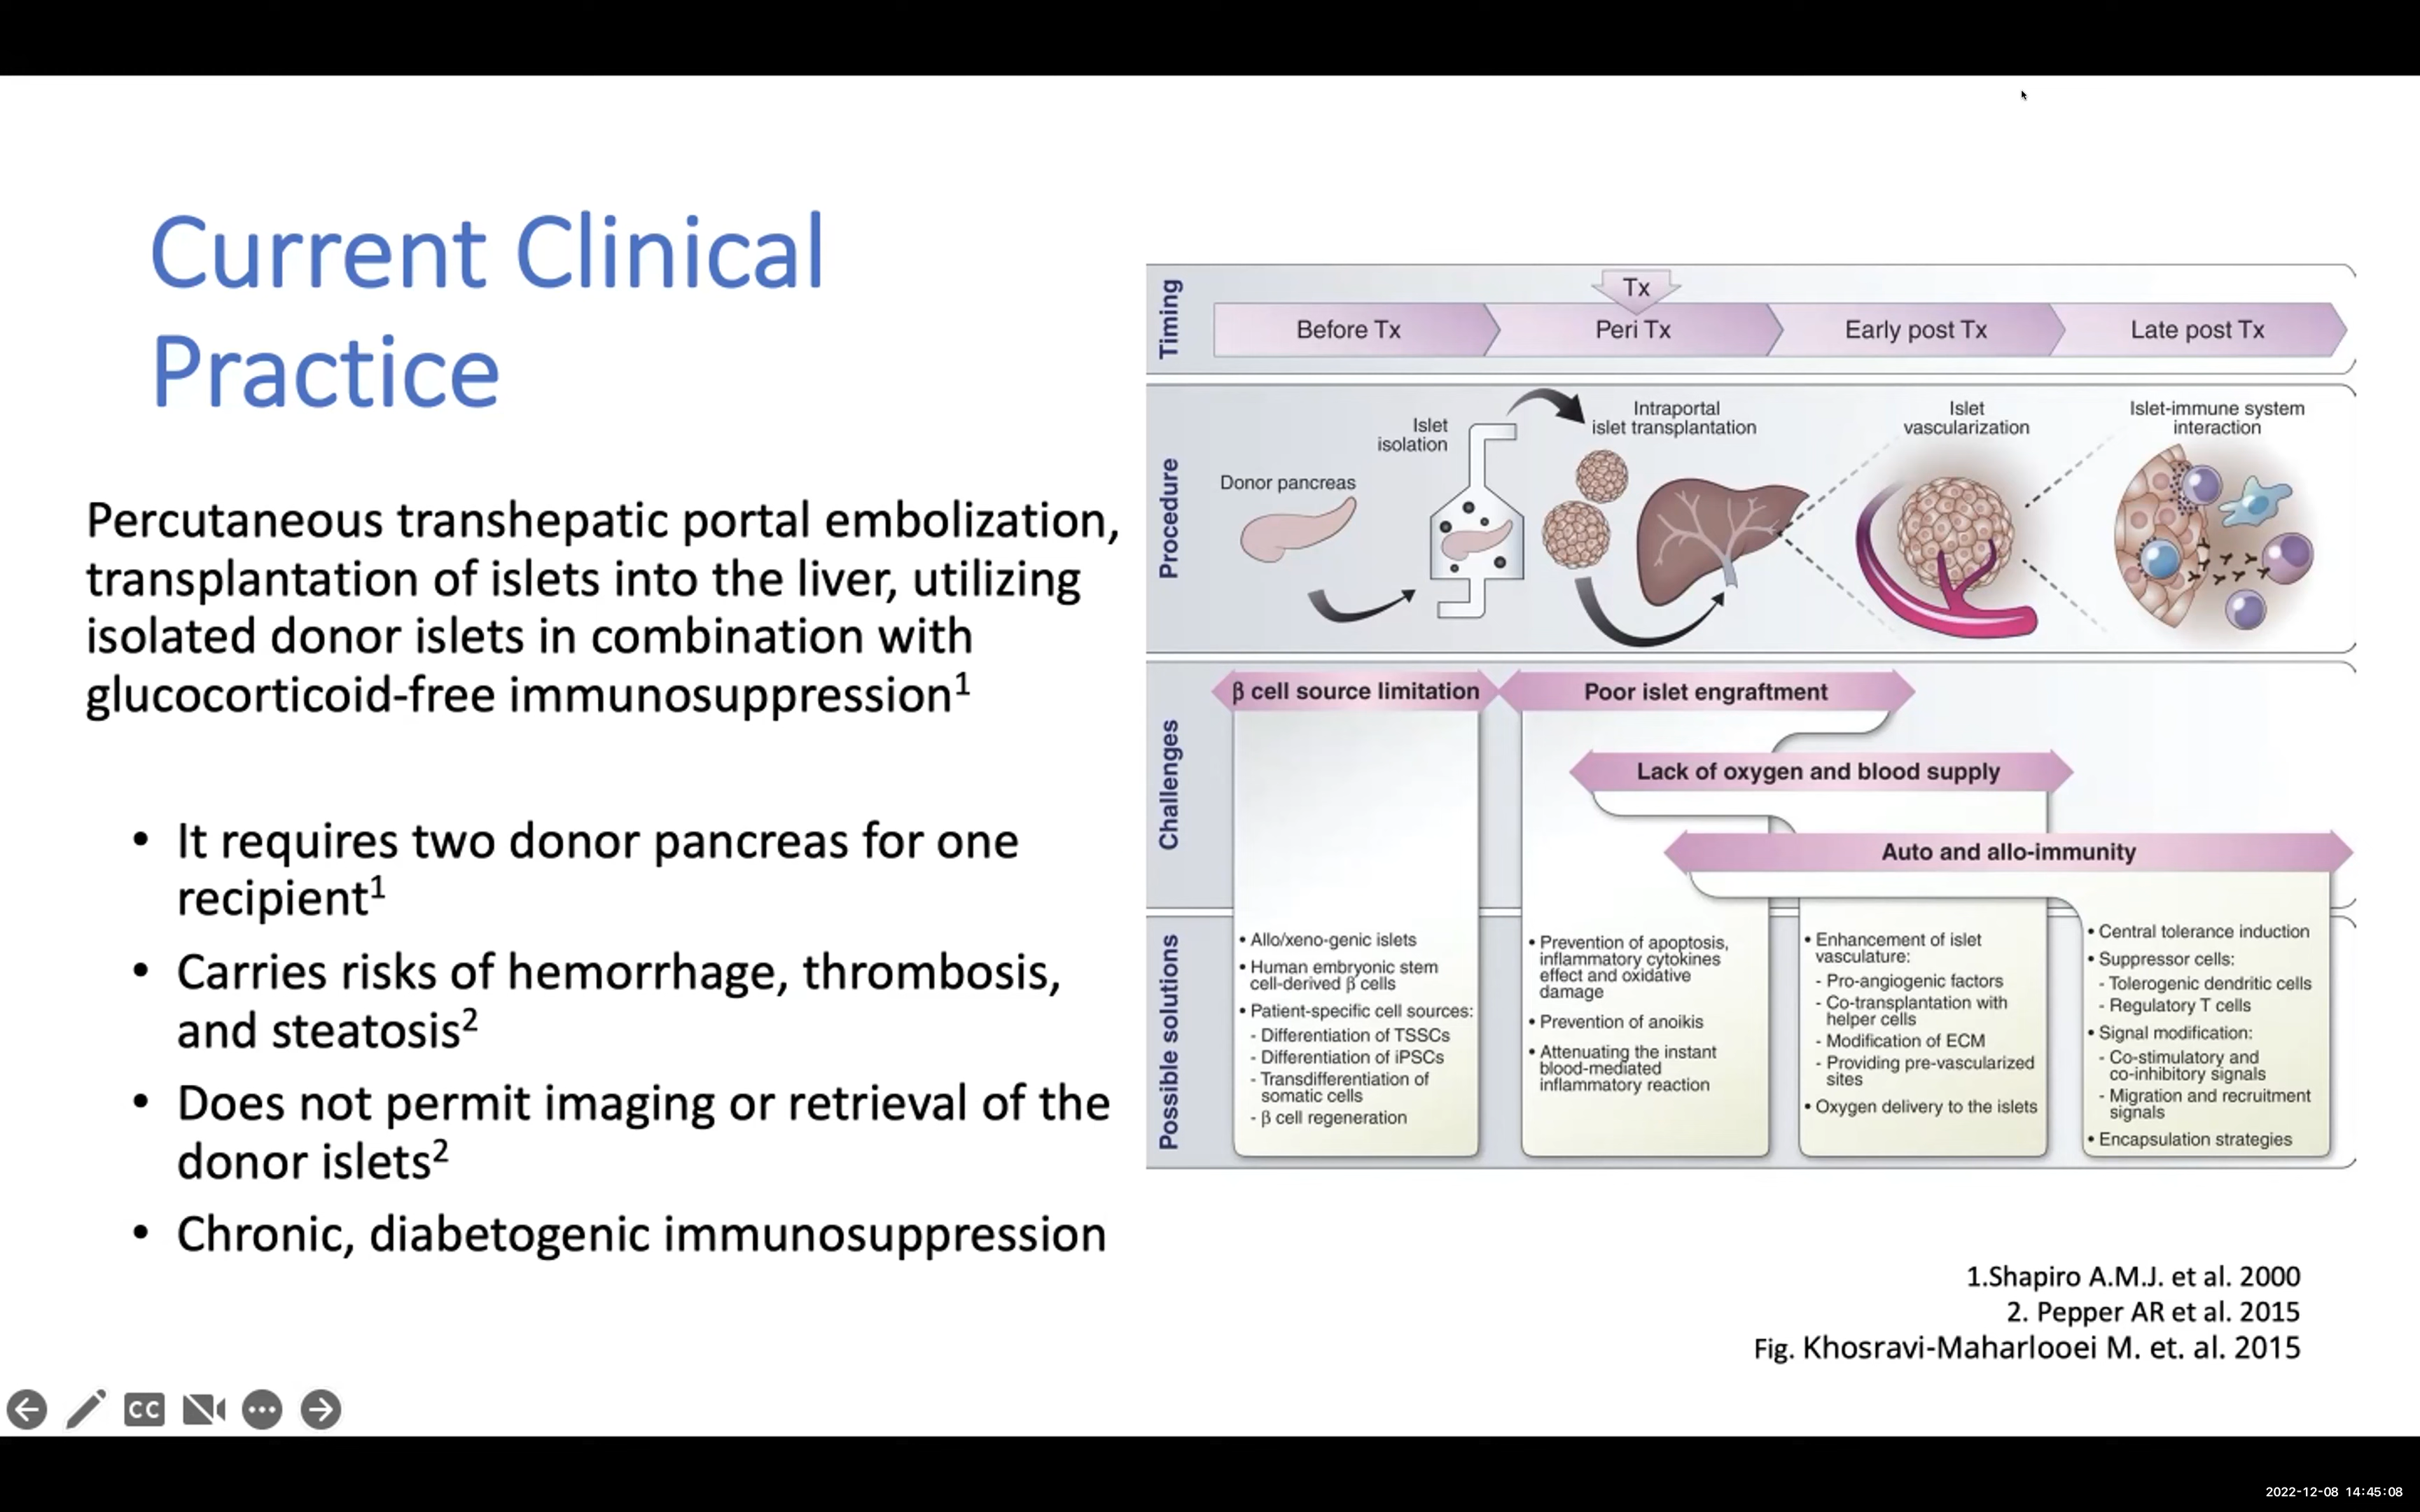 Current Clinical
Practice
Percutaneous transhepatic portal embolization,
transplantation of islets into the liver, utilizing
isolated donor islets in combination with
glucocorticoid-free immunosuppression1
• It requires two donor pancreas for one
recipient1
• Carries risks of hemorrhage, thrombosis,
and steatosis2
• Does not permit imaging or retrieval of the
donor islets2
• Chronic, diabetogenic immunosuppression
Timing
Tx
Before Tx
Peri Tx
Early post Tx
Late post Tx
Procedure
Donor pancreas
Islet
isolation
Intraportal
islet transplantation
Islet
vascularization
Islet-immune system
interaction
Challenges
β cell source limitation
Poor islet engraftment
Lack of oxygen and blood supply
Auto and allo-immunity
Possible solutions
• Allo/xeno-genic islets
• Human embryonic stem
cell-derived β cells
• Patient-specific cell sources:
- Differentiation of TSSCs
- Differentiation of iPSCs
- Transdifferentiation of
somatic cells
- β cell regeneration
• Prevention of apoptosis,
inflammatory cytokines
effect and oxidative
damage
• Prevention of anoikis
• Attenuating the instant
blood-mediated
inflammatory reaction
• Enhancement of islet
vasculature:
- Pro-angiogenic factors
- Co-transplantation with
helper cells
- Modification of ECM
- Providing pre-vascularized
sites
• Oxygen delivery to the islets
• Central tolerance induction
• Suppressor cells:
- Tolerogenic dendritic cells
- Regulatory T cells
• Signal modification:
- Co-stimulatory and
co-inhibitory signals
- Migration and recruitment
signals
• Encapsulation strategies
1.Shapiro A.M.J. et al. 2000
2. Pepper AR et al. 2015
Fig. Khosravi-Maharlooei M. et. al. 2015
CC
2022-12-08 14:45:08